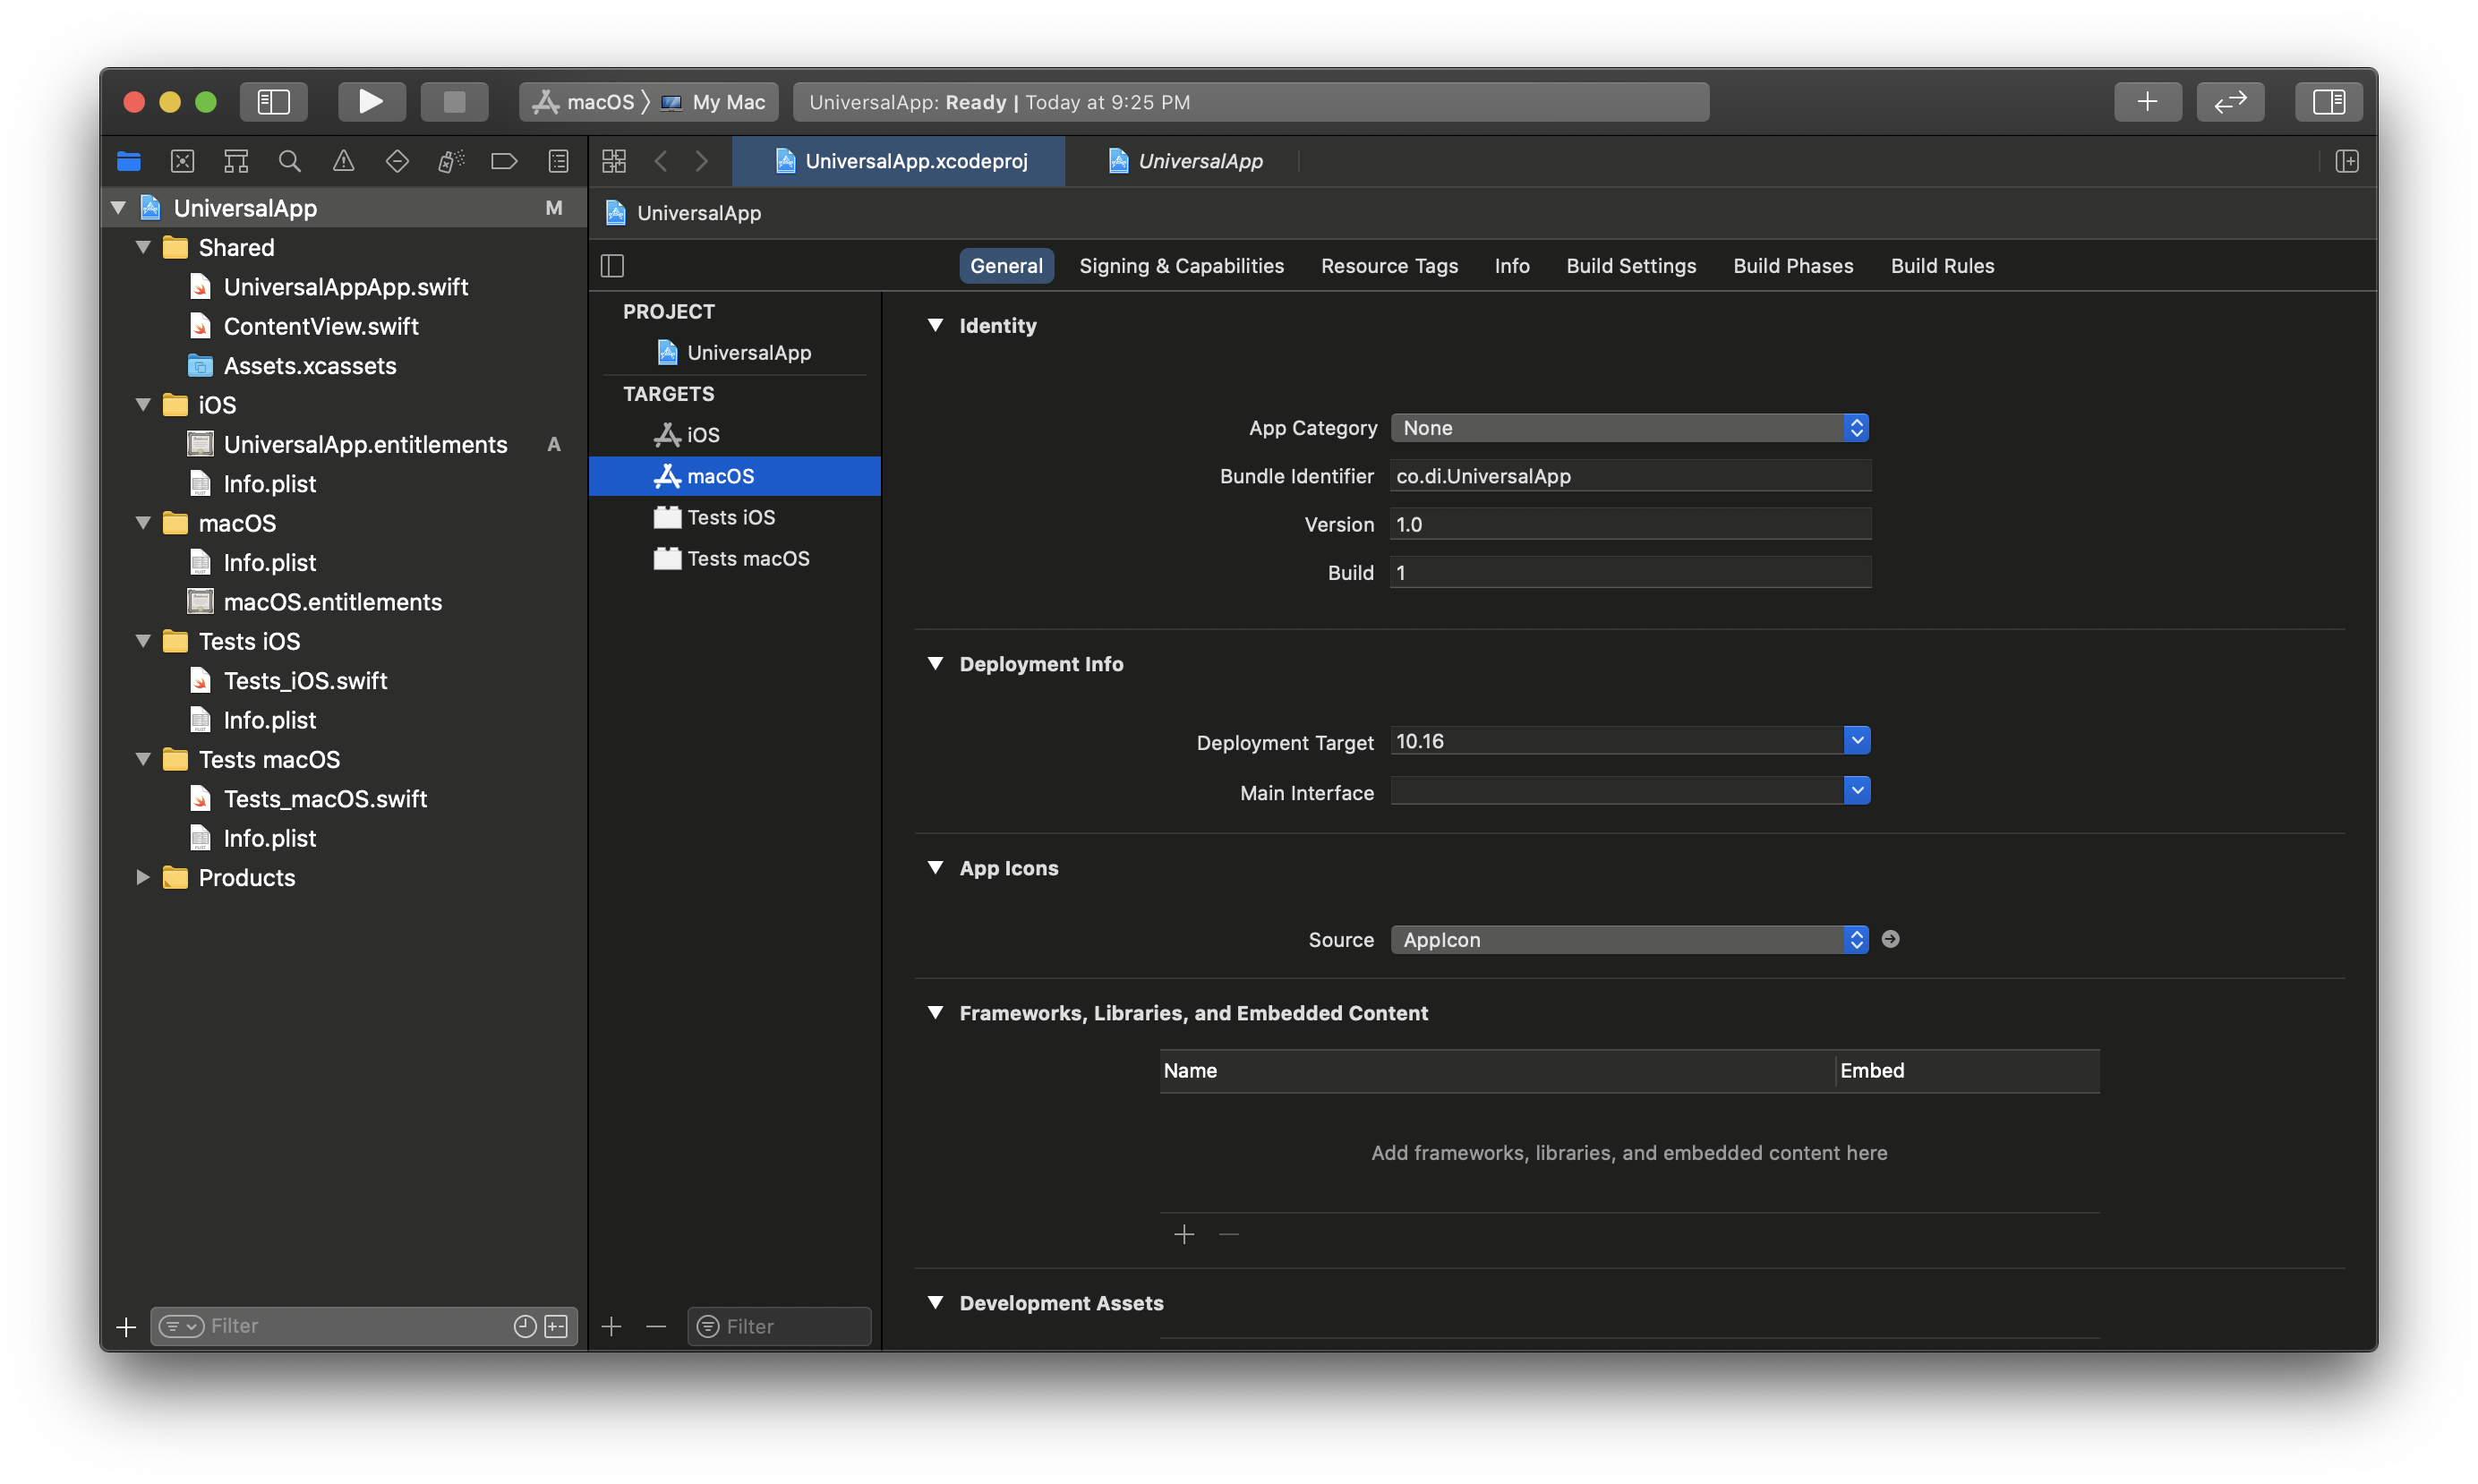 macOS 〉 My Mac
UniversalApp: Ready | Today at 9:25 PM
UniversalApp M
Shared
UniversalAppApp.swift
ContentView.swift
Assets.xcassets
iOS
UniversalApp.entitlements A
Info.plist
macOS
Info.plist
macOS.entitlements
Tests iOS
Tests_iOS.swift
Info.plist
Tests macOS
Tests_macOS.swift
Info.plist
Products
Filter
UniversalApp.xcodeproj
UniversalApp
UniversalApp
General Signing & Capabilities Resource Tags Info Build Settings Build Phases Build Rules
PROJECT
UniversalApp
TARGETS
iOS
macOS
Tests iOS
Tests macOS
Filter
Identity
App Category None
Bundle Identifier co.di.UniversalApp
Version 1.0
Build 1
Deployment Info
Deployment Target 10.16
Main Interface
App Icons
Source AppIcon
Frameworks, Libraries, and Embedded Content
Name Embed
Add frameworks, libraries, and embedded content here
Development Assets